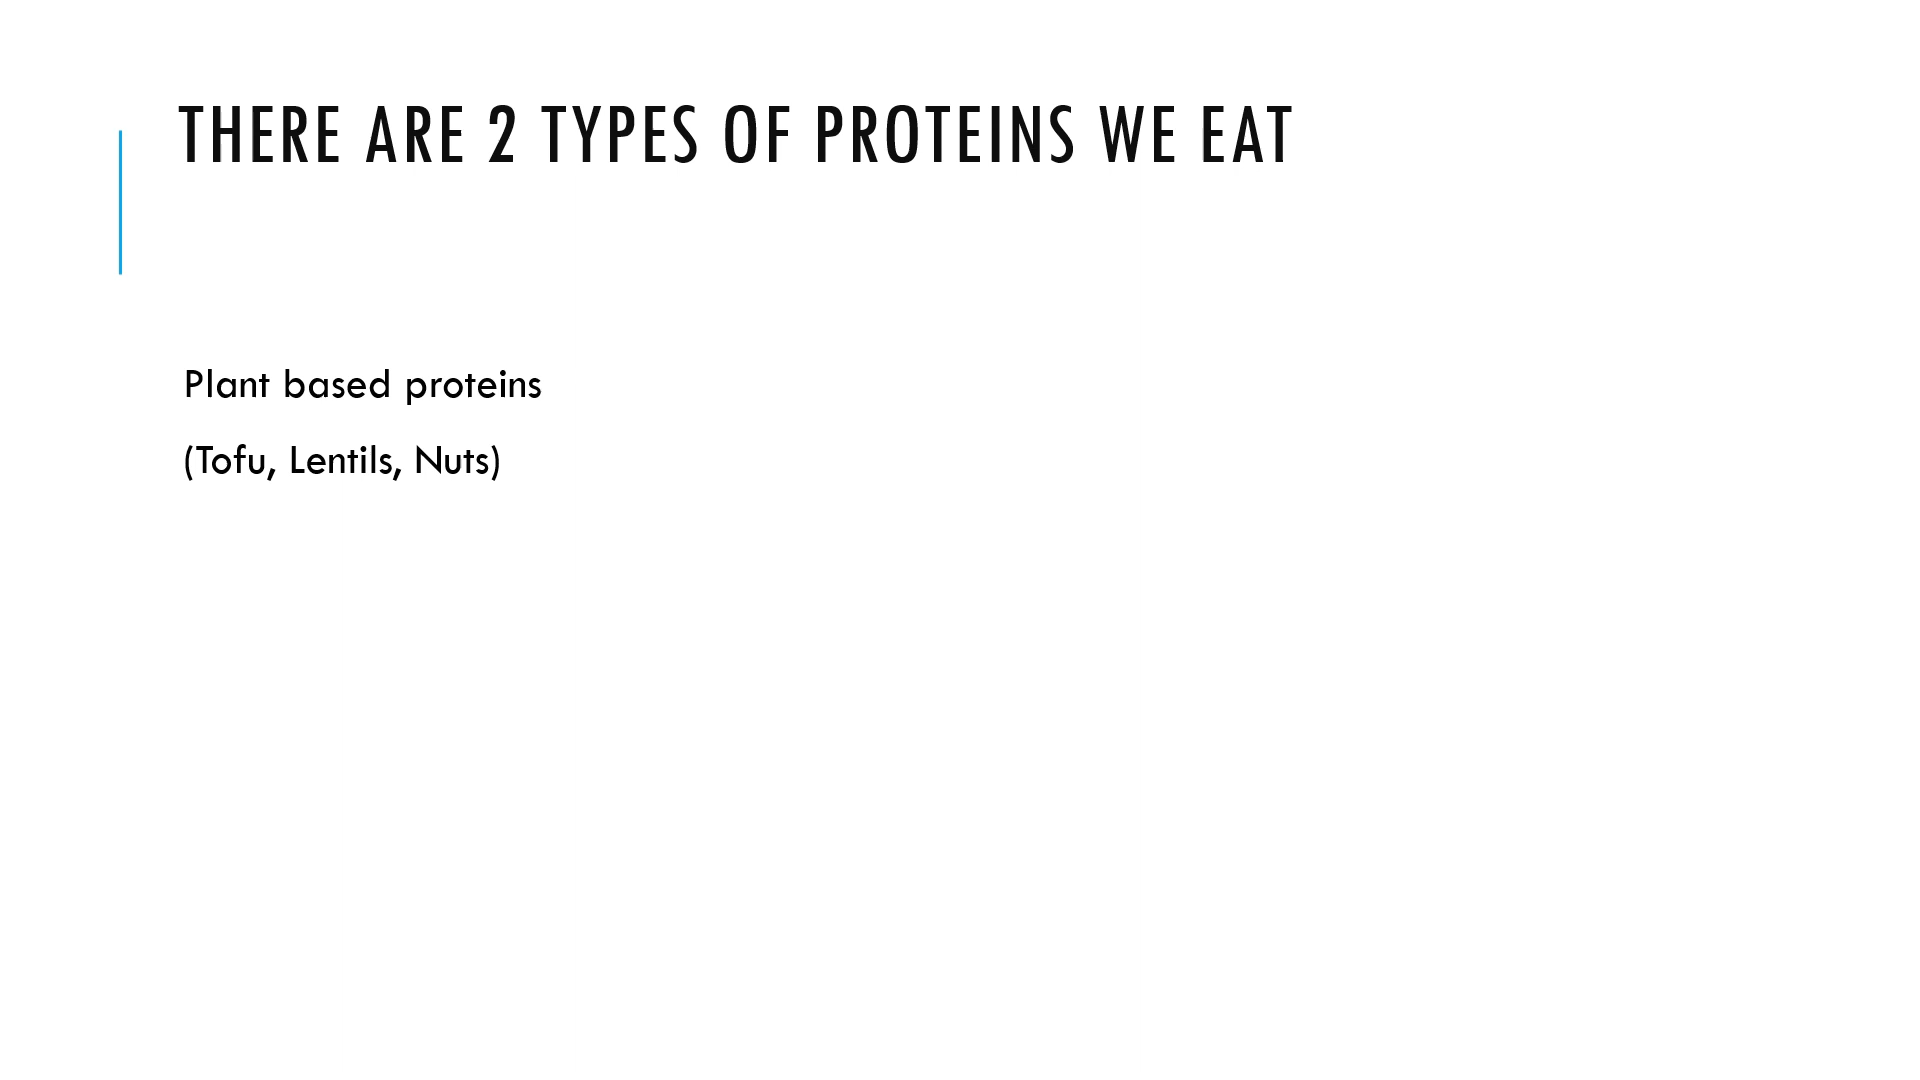 THERE ARE 2 TYPES OF PROTEINS WE EAT
Plant based proteins
(Tofu, Lentils, Nuts)